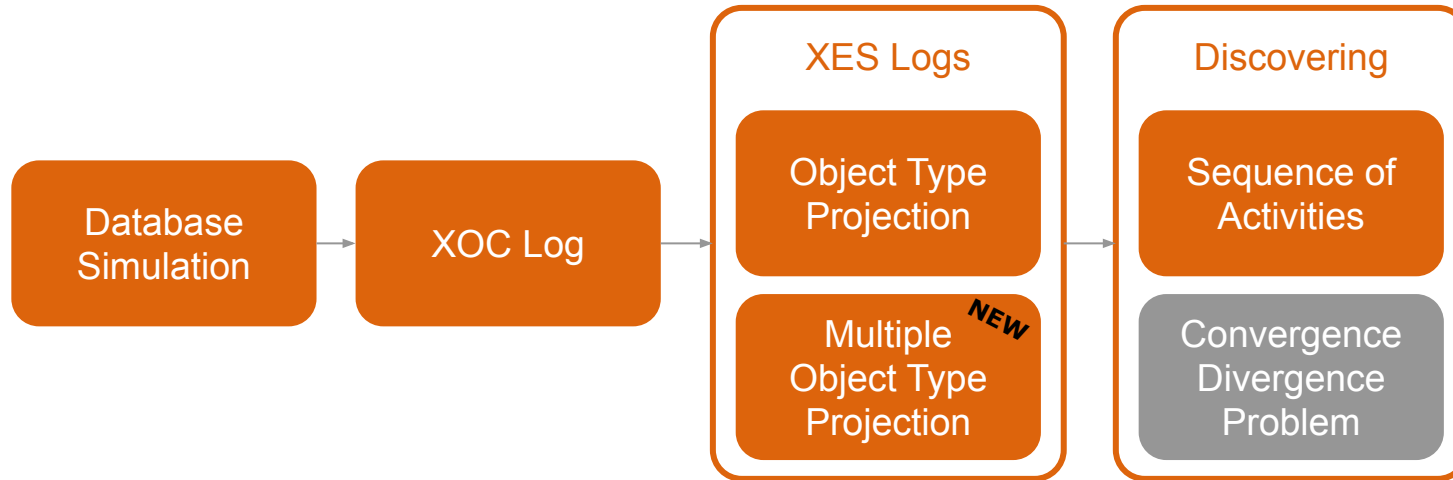 Database
Simulation
XOC Log
XES Logs
Object Type
Projection
NEW
Multiple
Object Type
Projection
Discovering
Sequence of
Activities
Convergence
Divergence
Problem